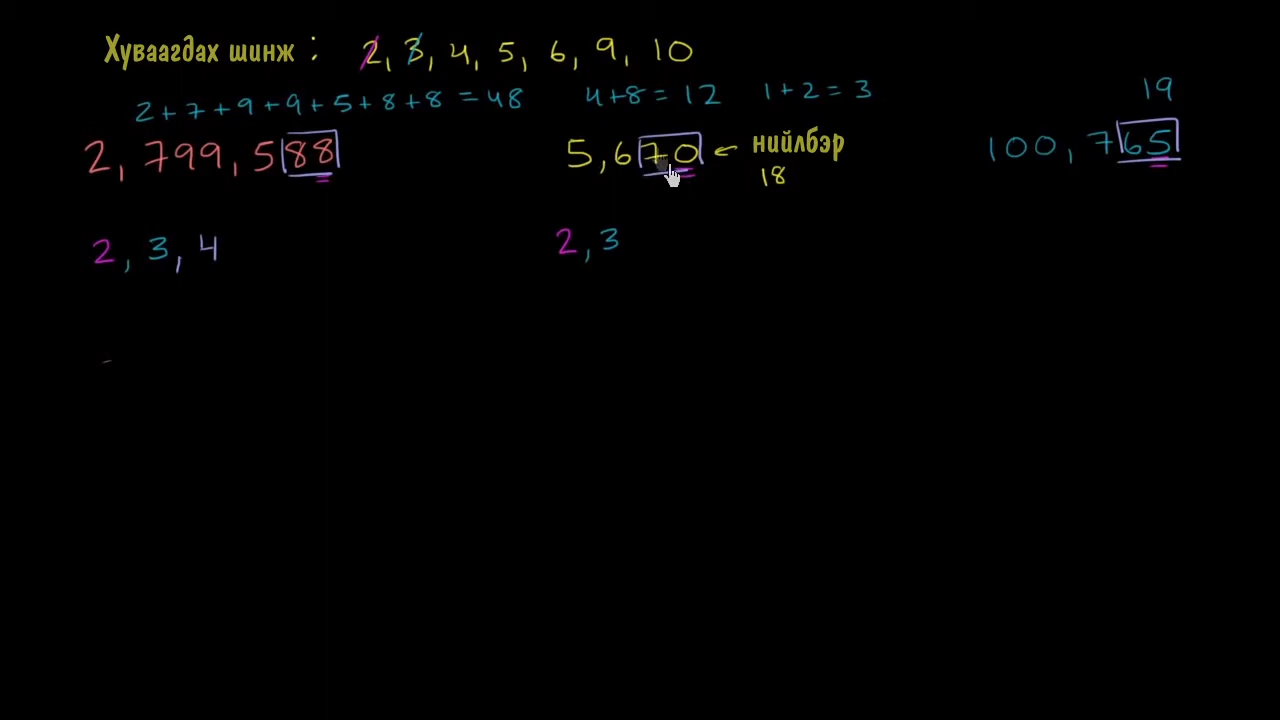 Хуваагдах шинж : 2, 3, 4, 5, 6, 9, 10
2+7+9+9+5+8+8 = 48 4+8 = 12 1+2 = 3 19
2,799,588 5,670 ← нийлбэр 100,765
18
2, 3, 4 2, 3